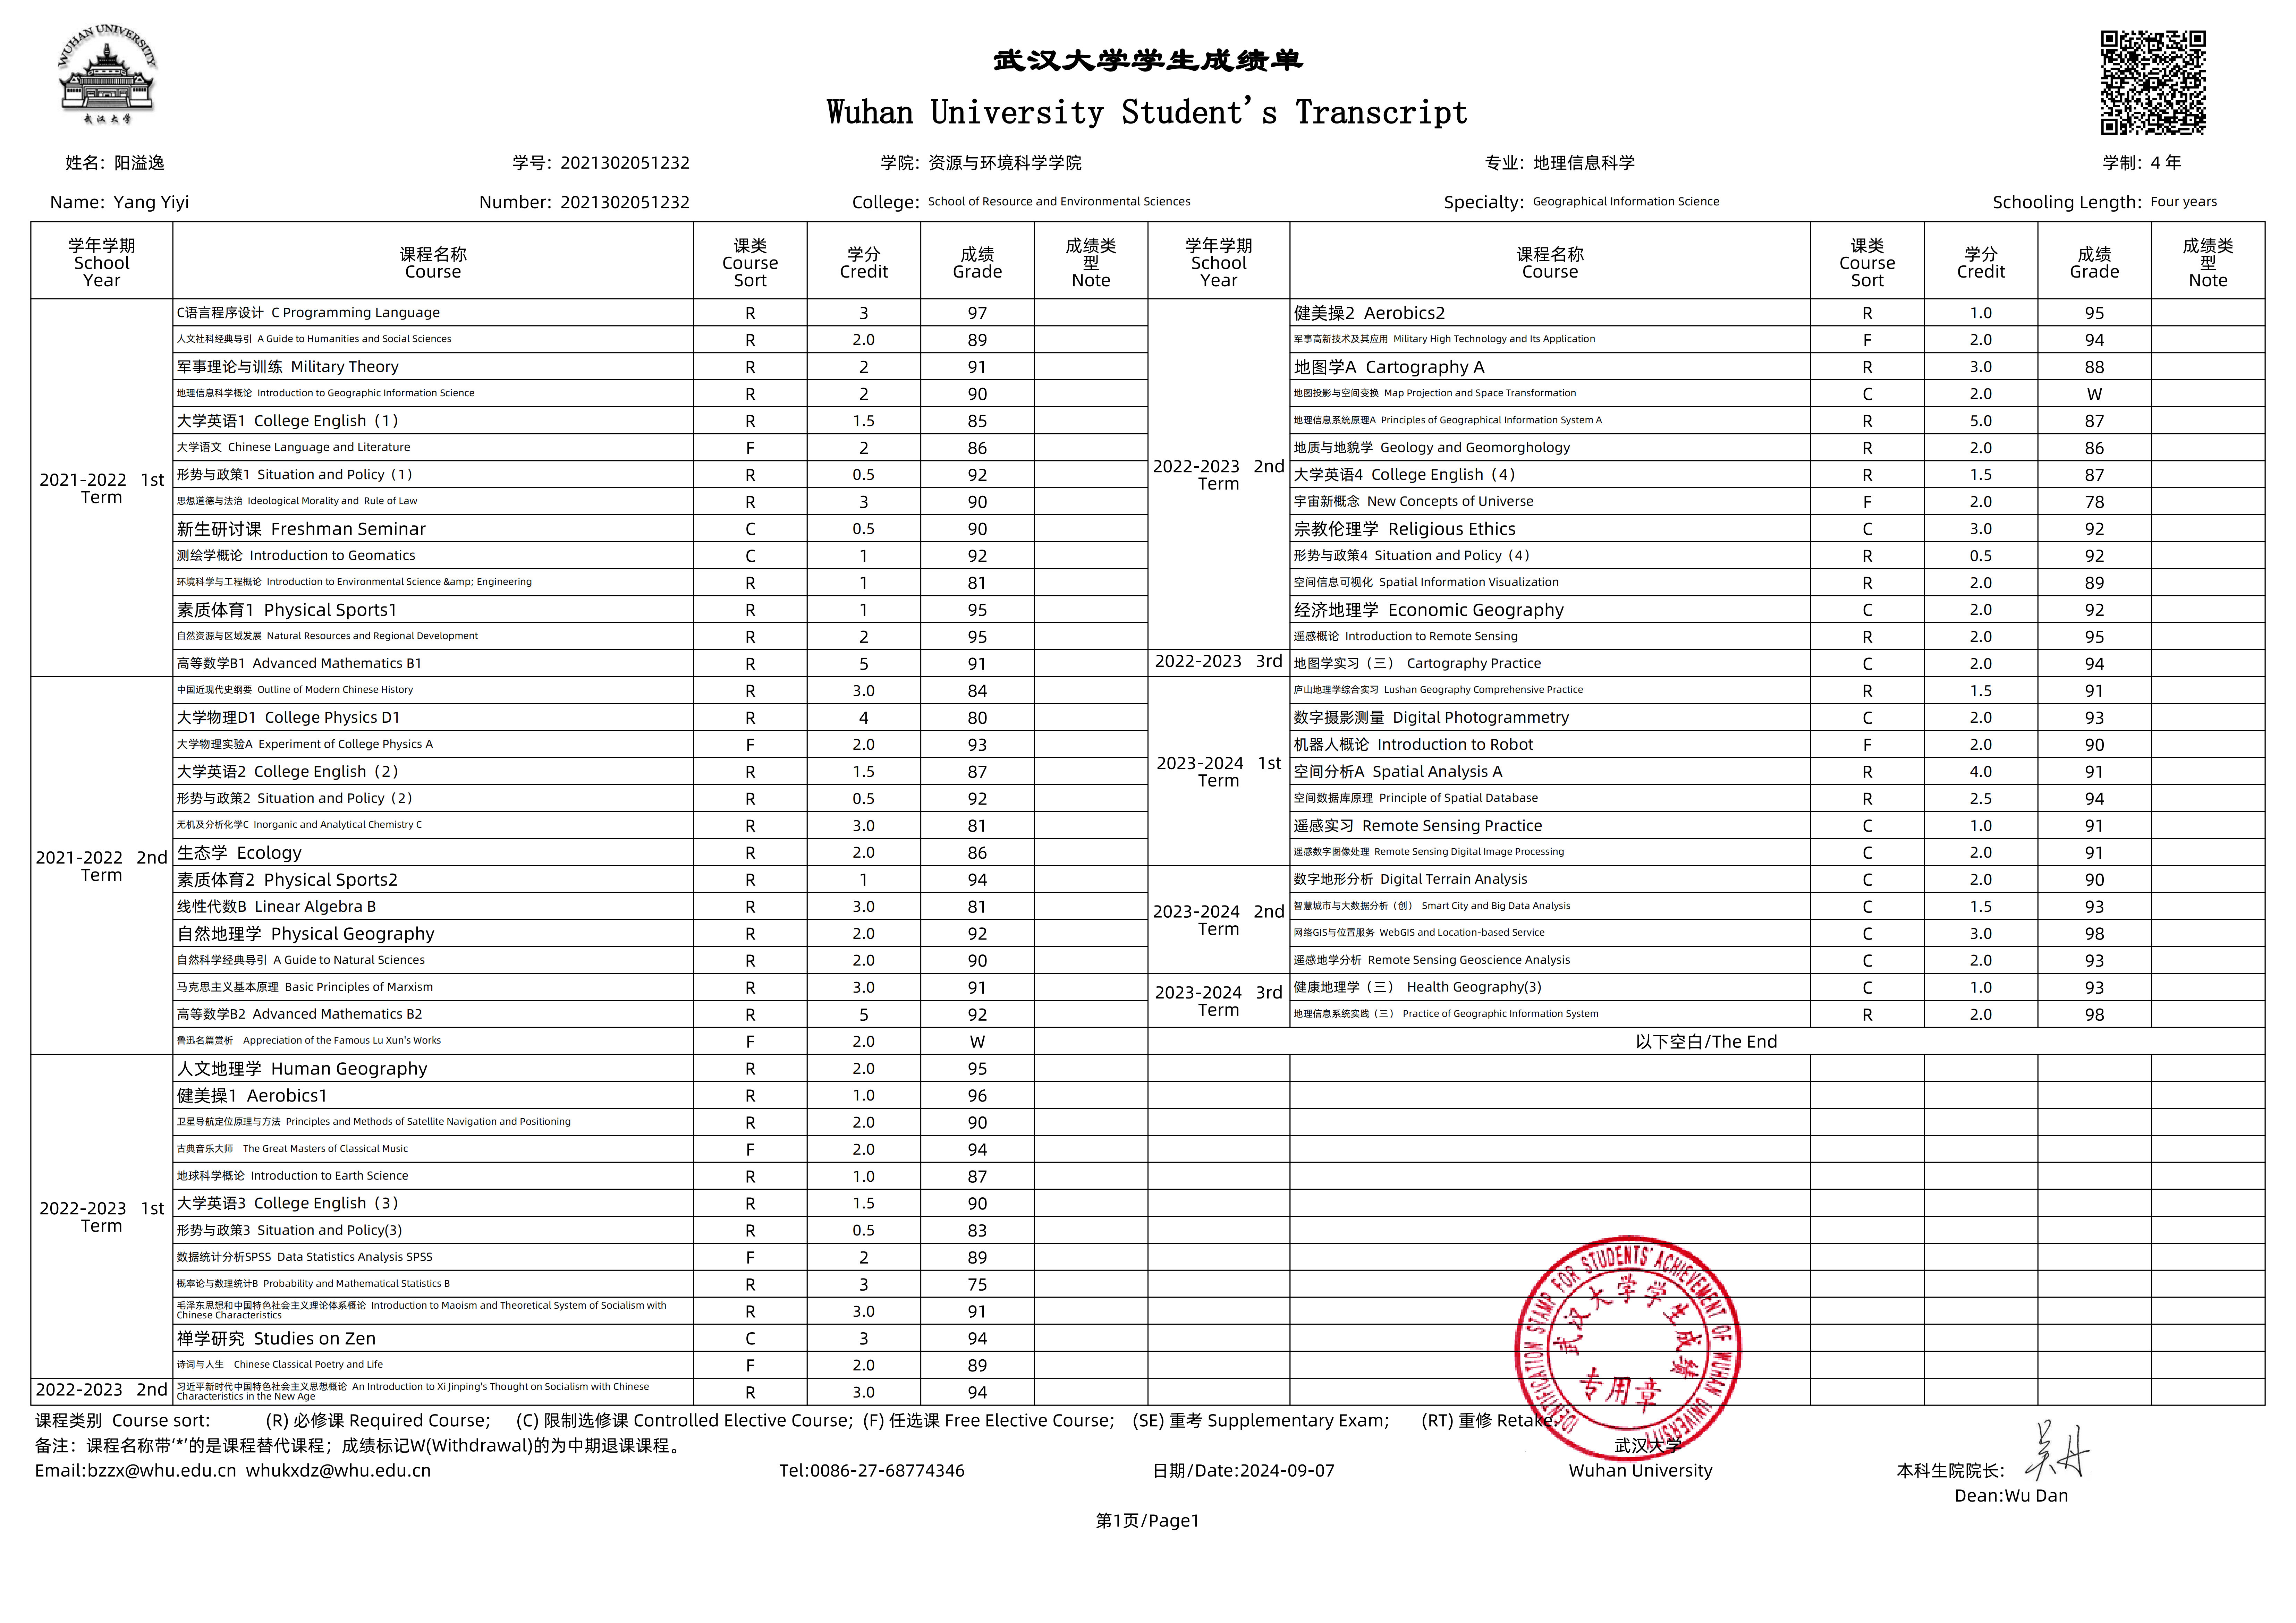 WUHAN UNIVERSITY
武汉大学
武汉大学学生成绩单
Wuhan University Student's Transcript
姓名: 阳溢逸 学号: 2021302051232 学院: 资源与环境科学学院 专业: 地理信息科学 学制: 4 年
Name: Yang Yiyi Number: 2021302051232 College: School of Resource and Environmental Sciences Specialty: Geographical Information Science Schooling Length: Four years
学年学期 School Year 课程名称 Course 课类 Course Sort 学分 Credit 成绩 Grade 成绩类型 Note
2021-2022 1st Term
C语言程序设计 C Programming Language R 3 97
人文社科经典导引 A Guide to Humanities and Social Sciences R 2.0 89
军事理论与训练 Military Theory R 2 91
地理信息科学概论 Introduction to Geographic Information Science R 2 90
大学英语1 College English（1） R 1.5 85
大学语文 Chinese Language and Literature F 2 86
形势与政策1 Situation and Policy（1） R 0.5 92
思想道德与法治 Ideological Morality and Rule of Law R 3 90
新生研讨课 Freshman Seminar C 0.5 90
测绘学概论 Introduction to Geomatics C 1 92
环境科学与工程概论 Introduction to Environmental Science &amp; Engineering R 1 81
素质体育1 Physical Sports1 R 1 95
自然资源与区域发展 Natural Resources and Regional Development R 2 95
高等数学B1 Advanced Mathematics B1 R 5 91
2021-2022 2nd Term
中国近现代史纲要 Outline of Modern Chinese History R 3.0 84
大学物理D1 College Physics D1 R 4 80
大学物理实验A Experiment of College Physics A F 2.0 93
大学英语2 College English（2） R 1.5 87
形势与政策2 Situation and Policy（2） R 0.5 92
无机及分析化学C Inorganic and Analytical Chemistry C R 3.0 81
生态学 Ecology R 2.0 86
素质体育2 Physical Sports2 R 1 94
线性代数B Linear Algebra B R 3.0 81
自然地理学 Physical Geography R 2.0 92
自然科学经典导引 A Guide to Natural Sciences R 2.0 90
马克思主义基本原理 Basic Principles of Marxism R 3.0 91
高等数学B2 Advanced Mathematics B2 R 5 92
鲁迅名篇赏析 Appreciation of the Famous Lu Xun's Works F 2.0 W
2022-2023 1st Term
人文地理学 Human Geography R 2.0 95
健美操1 Aerobics1 R 1.0 96
卫星导航定位原理与方法 Principles and Methods of Satellite Navigation and Positioning R 2.0 90
古典音乐大师 The Great Masters of Classical Music F 2.0 94
地球科学概论 Introduction to Earth Science R 1.0 87
大学英语3 College English（3） R 1.5 90
形势与政策3 Situation and Policy(3) R 0.5 83
数据统计分析SPSS Data Statistics Analysis SPSS F 2 89
概率论与数理统计B Probability and Mathematical Statistics B R 3 75
毛泽东思想和中国特色社会主义理论体系概论 Introduction to Maoism and Theoretical System of Socialism with
Chinese Characteristics R 3.0 91
禅学研究 Studies on Zen C 3 94
诗词与人生 Chinese Classical Poetry and Life F 2.0 89
2022-2023 2nd
习近平新时代中国特色社会主义思想概论 An Introduction to Xi Jinping's Thought on Socialism with Chinese
Characteristics in the New Age R 3.0 94
学年学期 School Year 课程名称 Course 课类 Course Sort 学分 Credit 成绩 Grade 成绩类型 Note
2022-2023 2nd Term
健美操2 Aerobics2 R 1.0 95
军事高新技术及其应用 Military High Technology and Its Application F 2.0 94
地图学A Cartography A R 3.0 88
地图投影与空间变换 Map Projection and Space Transformation C 2.0 W
地理信息系统原理A Principles of Geographical Information System A R 5.0 87
地质与地貌学 Geology and Geomorghology R 2.0 86
大学英语4 College English（4） R 1.5 87
宇宙新概念 New Concepts of Universe F 2.0 78
宗教伦理学 Religious Ethics C 3.0 92
形势与政策4 Situation and Policy（4） R 0.5 92
空间信息可视化 Spatial Information Visualization R 2.0 89
经济地理学 Economic Geography C 2.0 92
遥感概论 Introduction to Remote Sensing R 2.0 95
2022-2023 3rd
地图学实习（三） Cartography Practice C 2.0 94
2023-2024 1st Term
庐山地理学综合实习 Lushan Geography Comprehensive Practice R 1.5 91
数字摄影测量 Digital Photogrammetry C 2.0 93
机器人概论 Introduction to Robot F 2.0 90
空间分析A Spatial Analysis A R 4.0 91
空间数据库原理 Principle of Spatial Database R 2.5 94
遥感实习 Remote Sensing Practice C 1.0 91
遥感数字图像处理 Remote Sensing Digital Image Processing C 2.0 91
2023-2024 2nd Term
数字地形分析 Digital Terrain Analysis C 2.0 90
智慧城市与大数据分析（创） Smart City and Big Data Analysis C 1.5 93
网络GIS与位置服务 WebGIS and Location-based Service C 3.0 98
遥感地学分析 Remote Sensing Geoscience Analysis C 2.0 93
2023-2024 3rd Term
健康地理学（三） Health Geography(3) C 1.0 93
地理信息系统实践（三） Practice of Geographic Information System R 2.0 98
以下空白/The End
IDENTIFICATION STAMP FOR STUDENTS' ACHIEVEMENT OF WUHAN UNIVERSITY
武汉大学学生成绩
专用章
课程类别 Course sort: (R) 必修课 Required Course; (C) 限制选修课 Controlled Elective Course; (F) 任选课 Free Elective Course; (SE) 重考 Supplementary Exam; (RT) 重修 Retake.
备注：课程名称带'*'的是课程替代课程；成绩标记W(Withdrawal)的为中期退课课程。
武汉大学
Email:bzzx@whu.edu.cn whukxdz@whu.edu.cn Tel:0086-27-68774346 日期/Date:2024-09-07 Wuhan University 本科生院院长: 吴丹
Dean:Wu Dan
第1页/Page1